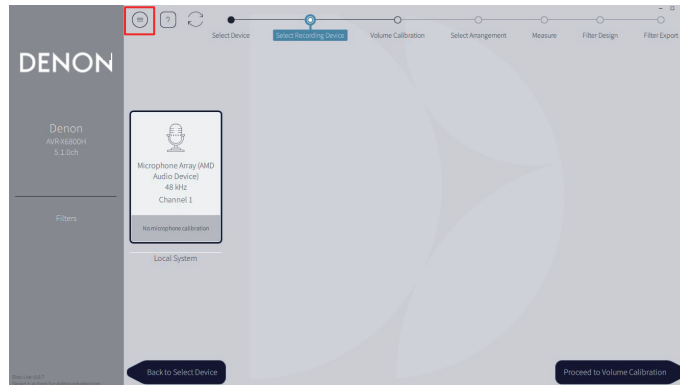 ?
Select Device
Select Recording Device
Volume Calibration
Select Arrangement
Measure
Filter Design
Filter Export
DENON
Denon
AVR-X6800H
5.1.0ch
Filters
Microphone Array (AMD
Audio Device)
48 kHz
Channel 1
No microphone calibration
Local System
Back to Select Device
Proceed to Volume Calibration